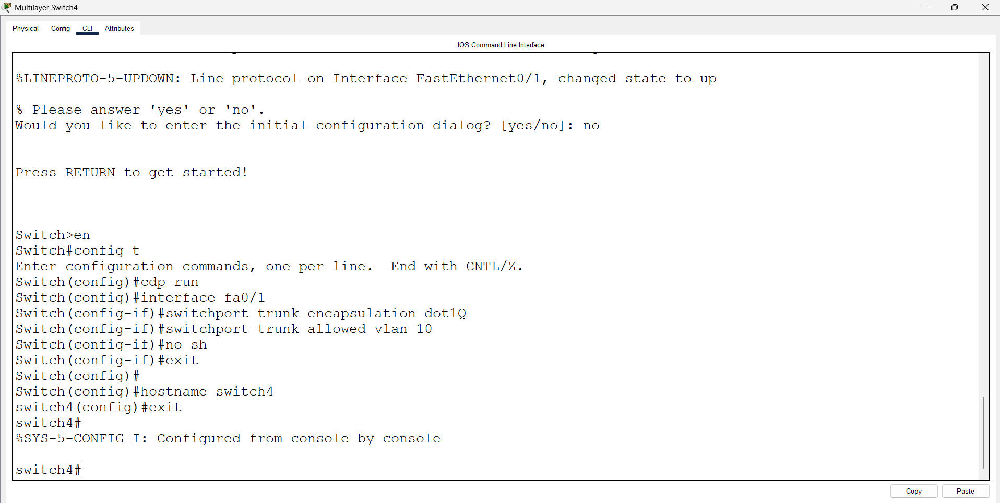 Multilayer Switch4
Physical Config CLI Attributes
IOS Command Line Interface
%LINEPROTO-5-UPDOWN: Line protocol on Interface FastEthernet0/1, changed state to up
% Please answer 'yes' or 'no'.
Would you like to enter the initial configuration dialog? [yes/no]: no
Press RETURN to get started!
Switch>en
Switch#config t
Enter configuration commands, one per line.  End with CNTL/Z.
Switch(config)#cdp run
Switch(config)#interface fa0/1
Switch(config-if)#switchport trunk encapsulation dot1Q
Switch(config-if)#switchport trunk allowed vlan 10
Switch(config-if)#no sh
Switch(config-if)#exit
Switch(config)#
Switch(config)#hostname switch4
switch4(config)#exit
switch4#
%SYS-5-CONFIG_I: Configured from console by console
switch4#
Copy Paste